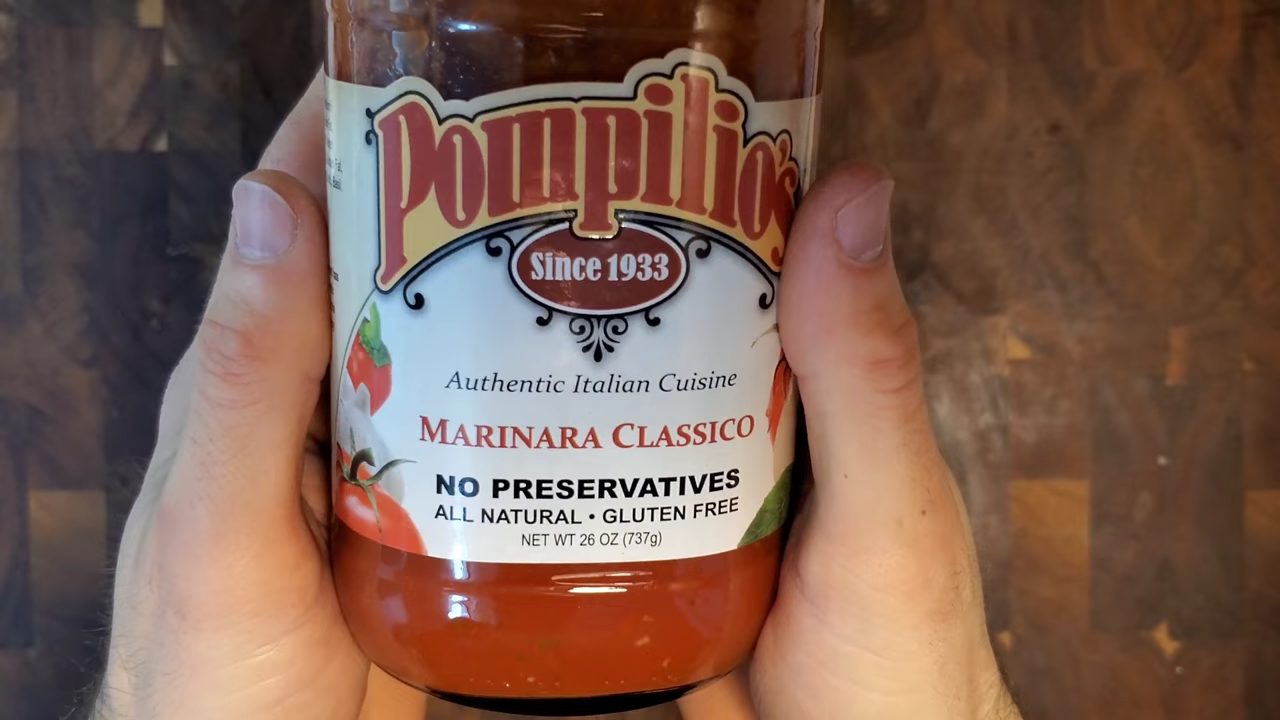 Pompilio's
Since 1933
Authentic Italian Cuisine
MARINARA CLASSICO
NO PRESERVATIVES
ALL NATURAL • GLUTEN FREE
NET WT 26 OZ (737g)